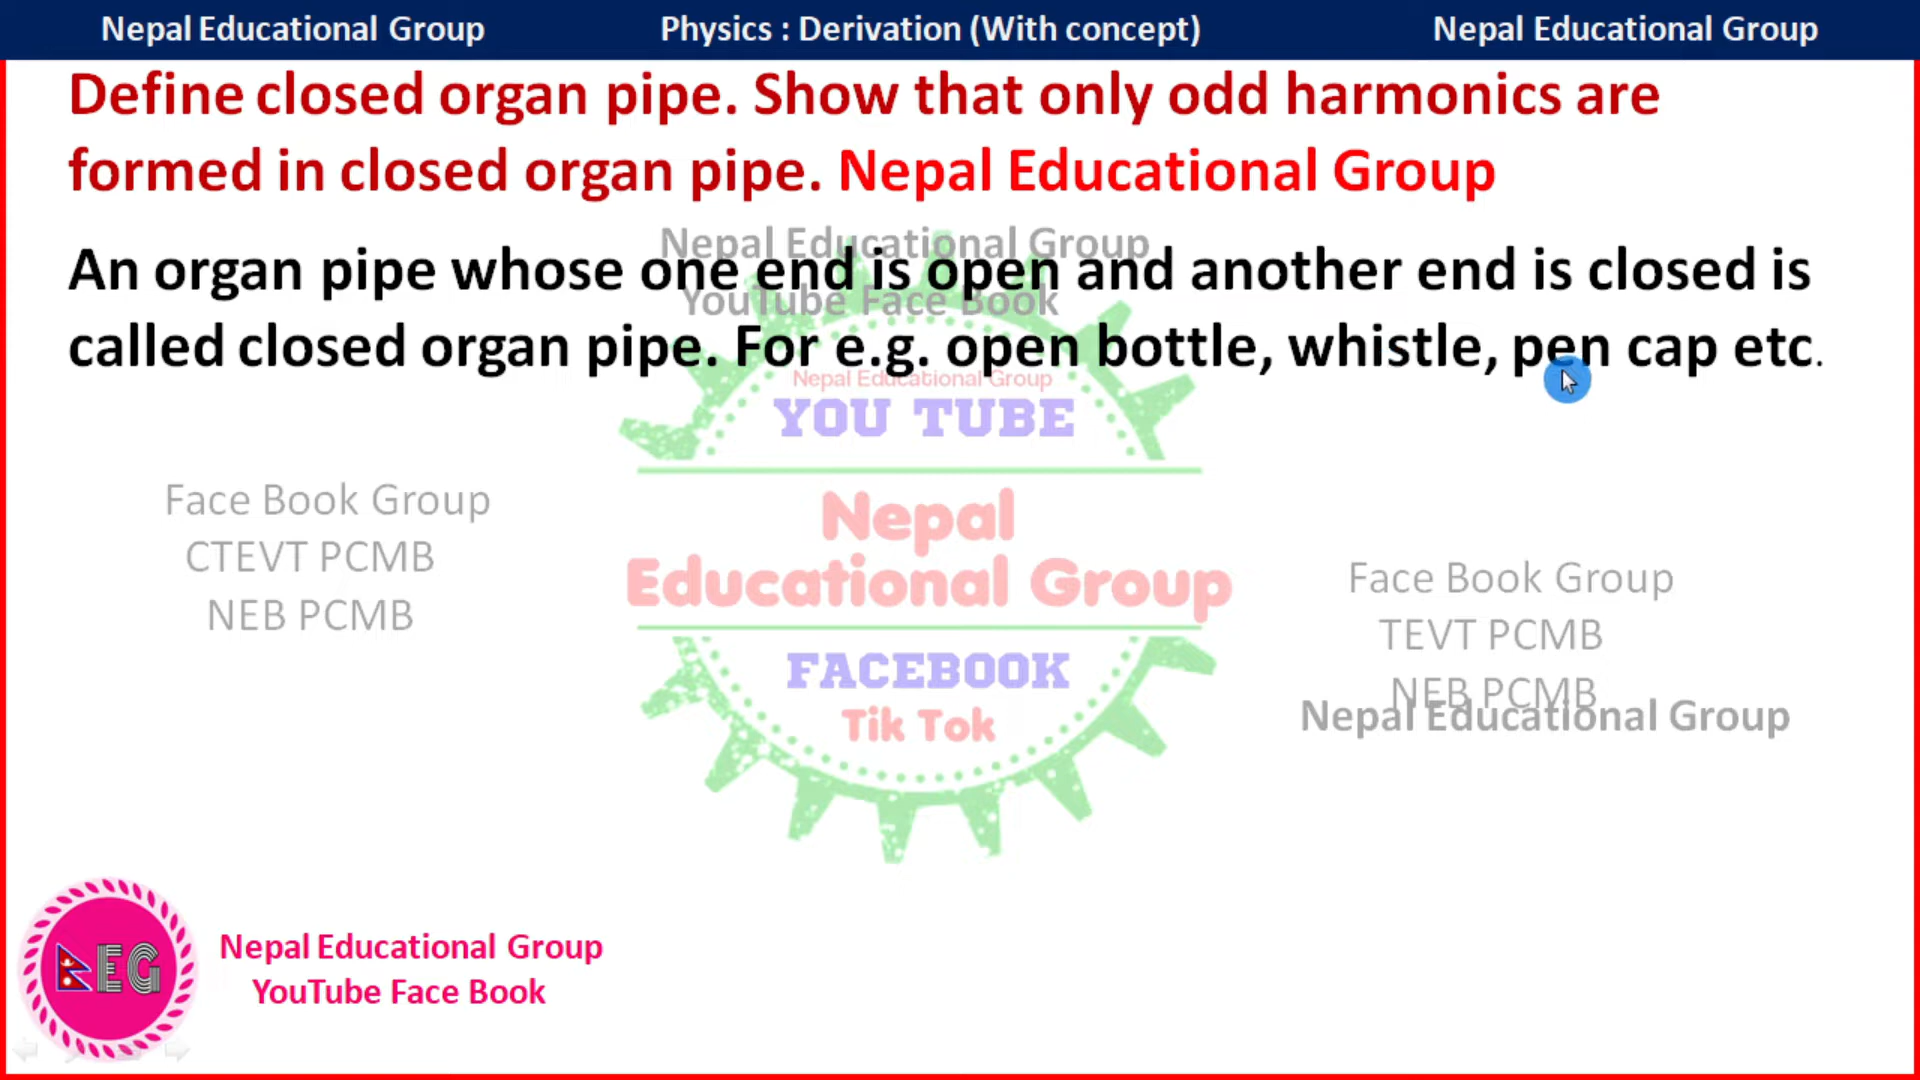 Nepal Educational Group
Physics : Derivation (With concept)
Nepal Educational Group
Define closed organ pipe. Show that only odd harmonics are
formed in closed organ pipe. Nepal Educational Group
Nepal Educational Group
YouTube Face Book
An organ pipe whose one end is open and another end is closed is
called closed organ pipe. For e.g. open bottle, whistle, pen cap etc.
Nepal Educational Group
YOU TUBE
Nepal
Educational Group
FACEBOOK
Tik Tok
Face Book Group
CTEVT PCMB
NEB PCMB
Face Book Group
TEVT PCMB
NEB PCMB
Nepal Educational Group
EG
Nepal Educational Group
YouTube Face Book